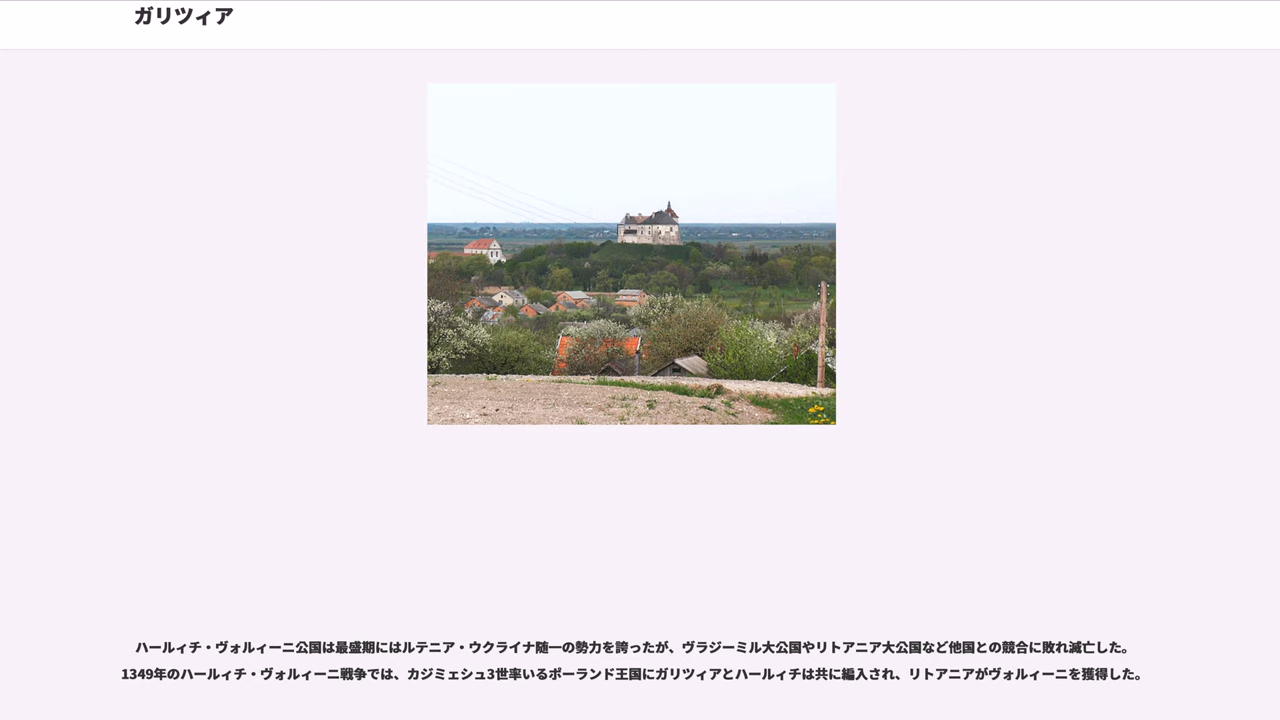 ガリツィア
ハールィチ・ヴォルィーニ公国は最盛期にはルテニア・ウクライナ随一の勢力を誇ったが、ヴラジーミル大公国やリトアニア大公国など他国との競合に敗れ滅亡した。
1349年のハールィチ・ヴォルィーニ戦争では、カジミェシュ3世率いるポーランド王国にガリツィアとハールィチは共に編入され、リトアニアがヴォルィーニを獲得した。